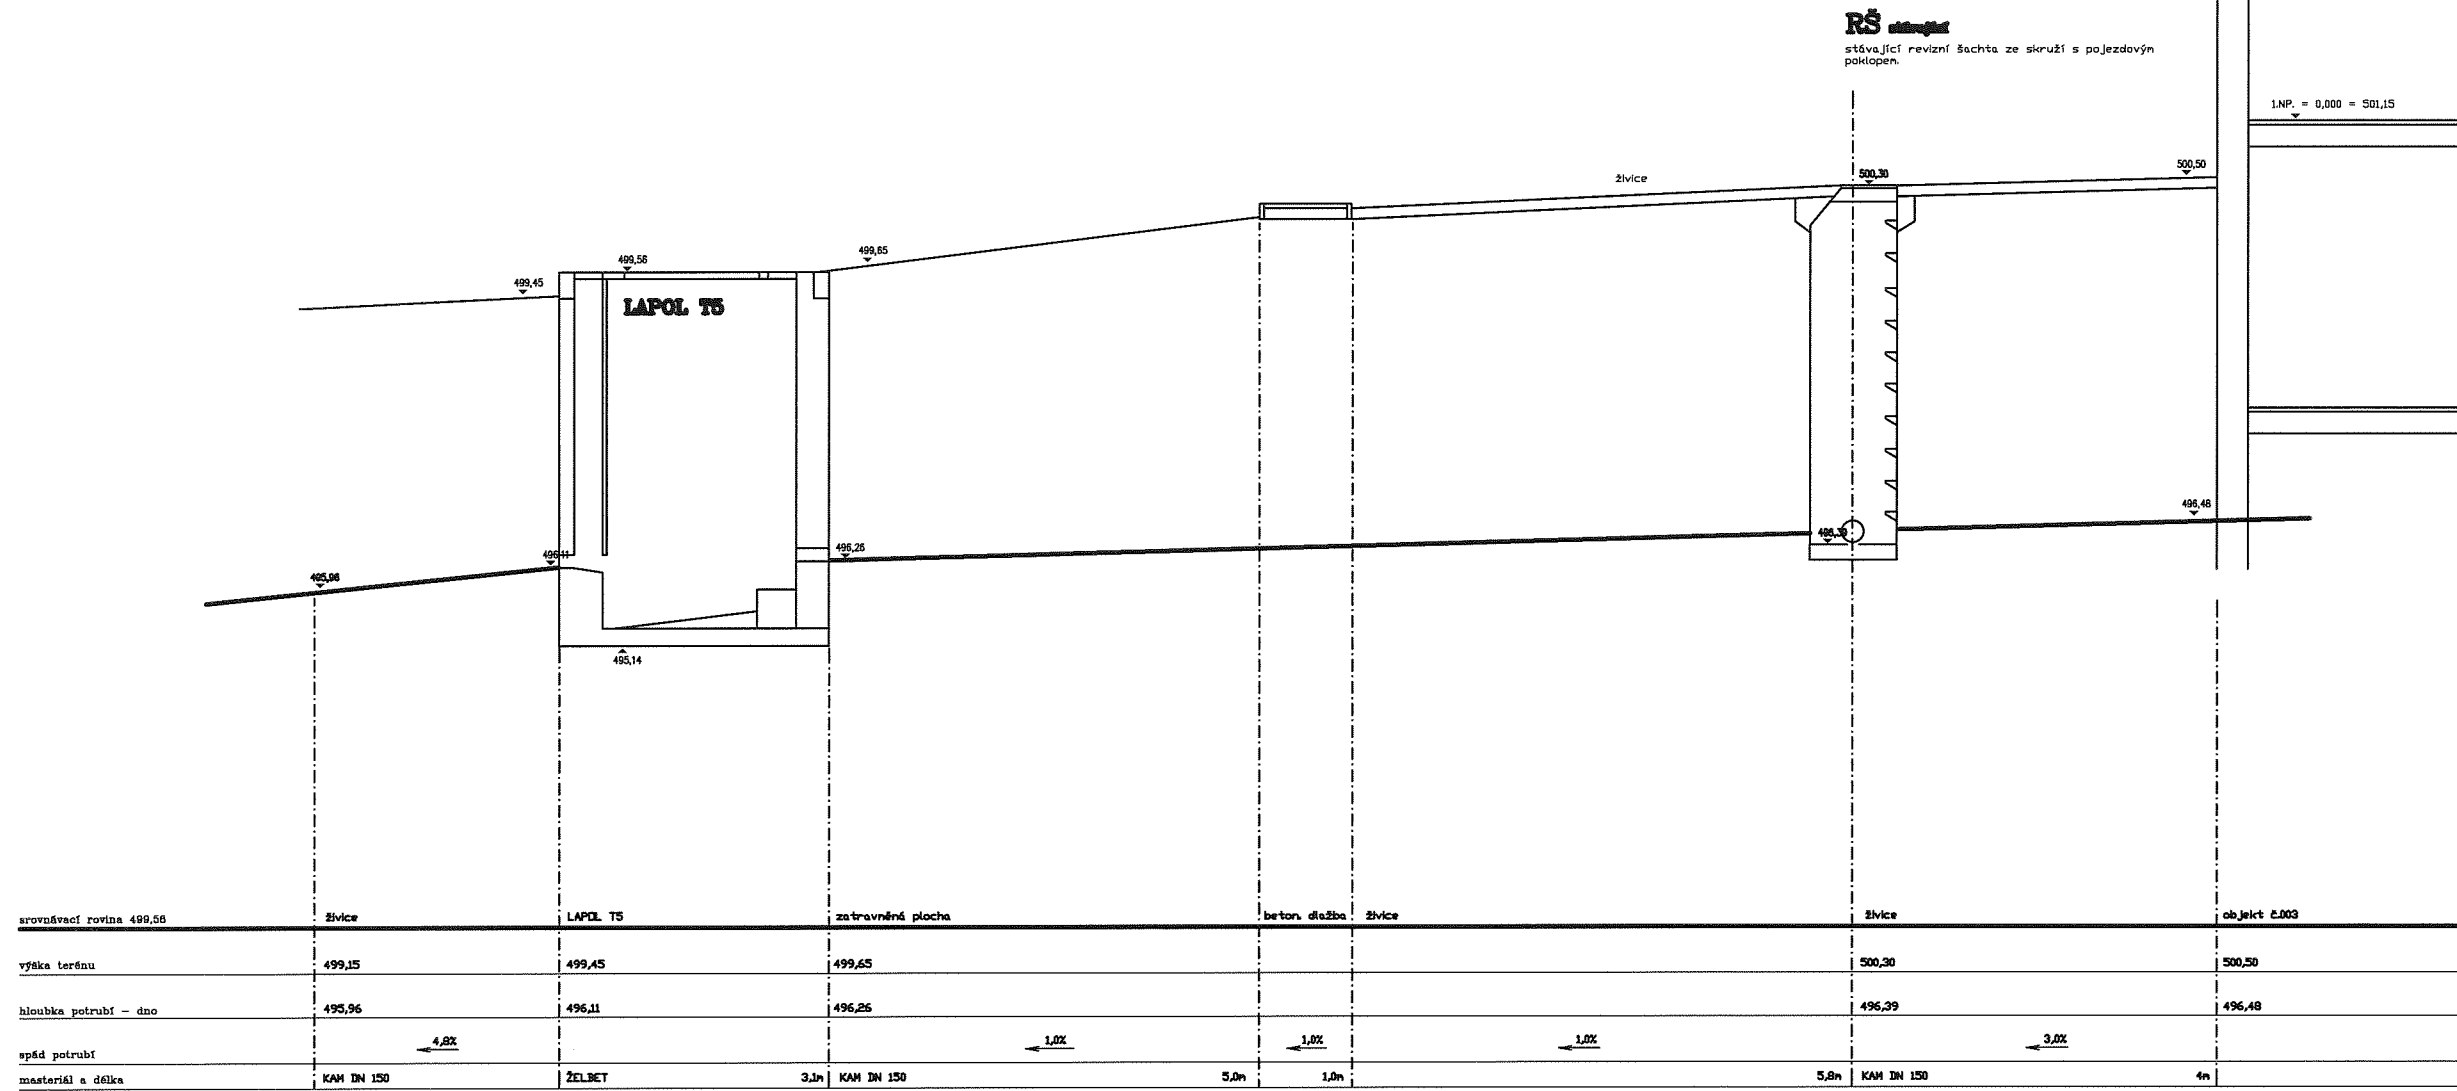 RŠ stávající
stávající revizní šachta ze skruží s pojezdovým
poklopem.
1.NP. = 0,000 = 501,15
500,50
500,30
živice
499,65
499,56
499,45
LAPOL T5
496,48
496,39
496,26
496,11
495,96
495,14
srovnávací rovina 499,56 živice LAPOL T5 zatravněná plocha beton. dlažba živice živice objekt č.003
výška terénu 499,15 499,45 499,65 500,30 500,50
hloubka potrubí - dno 495,96 496,11 496,26 496,39 496,48
spád potrubí 4,8% 1,0% 1,0% 1,0% 3,0%
masteriál a délka KAM DN 150 ŽELBET 3,1m KAM DN 150 5,0m 1,0m 5,8m KAM DN 150 4m